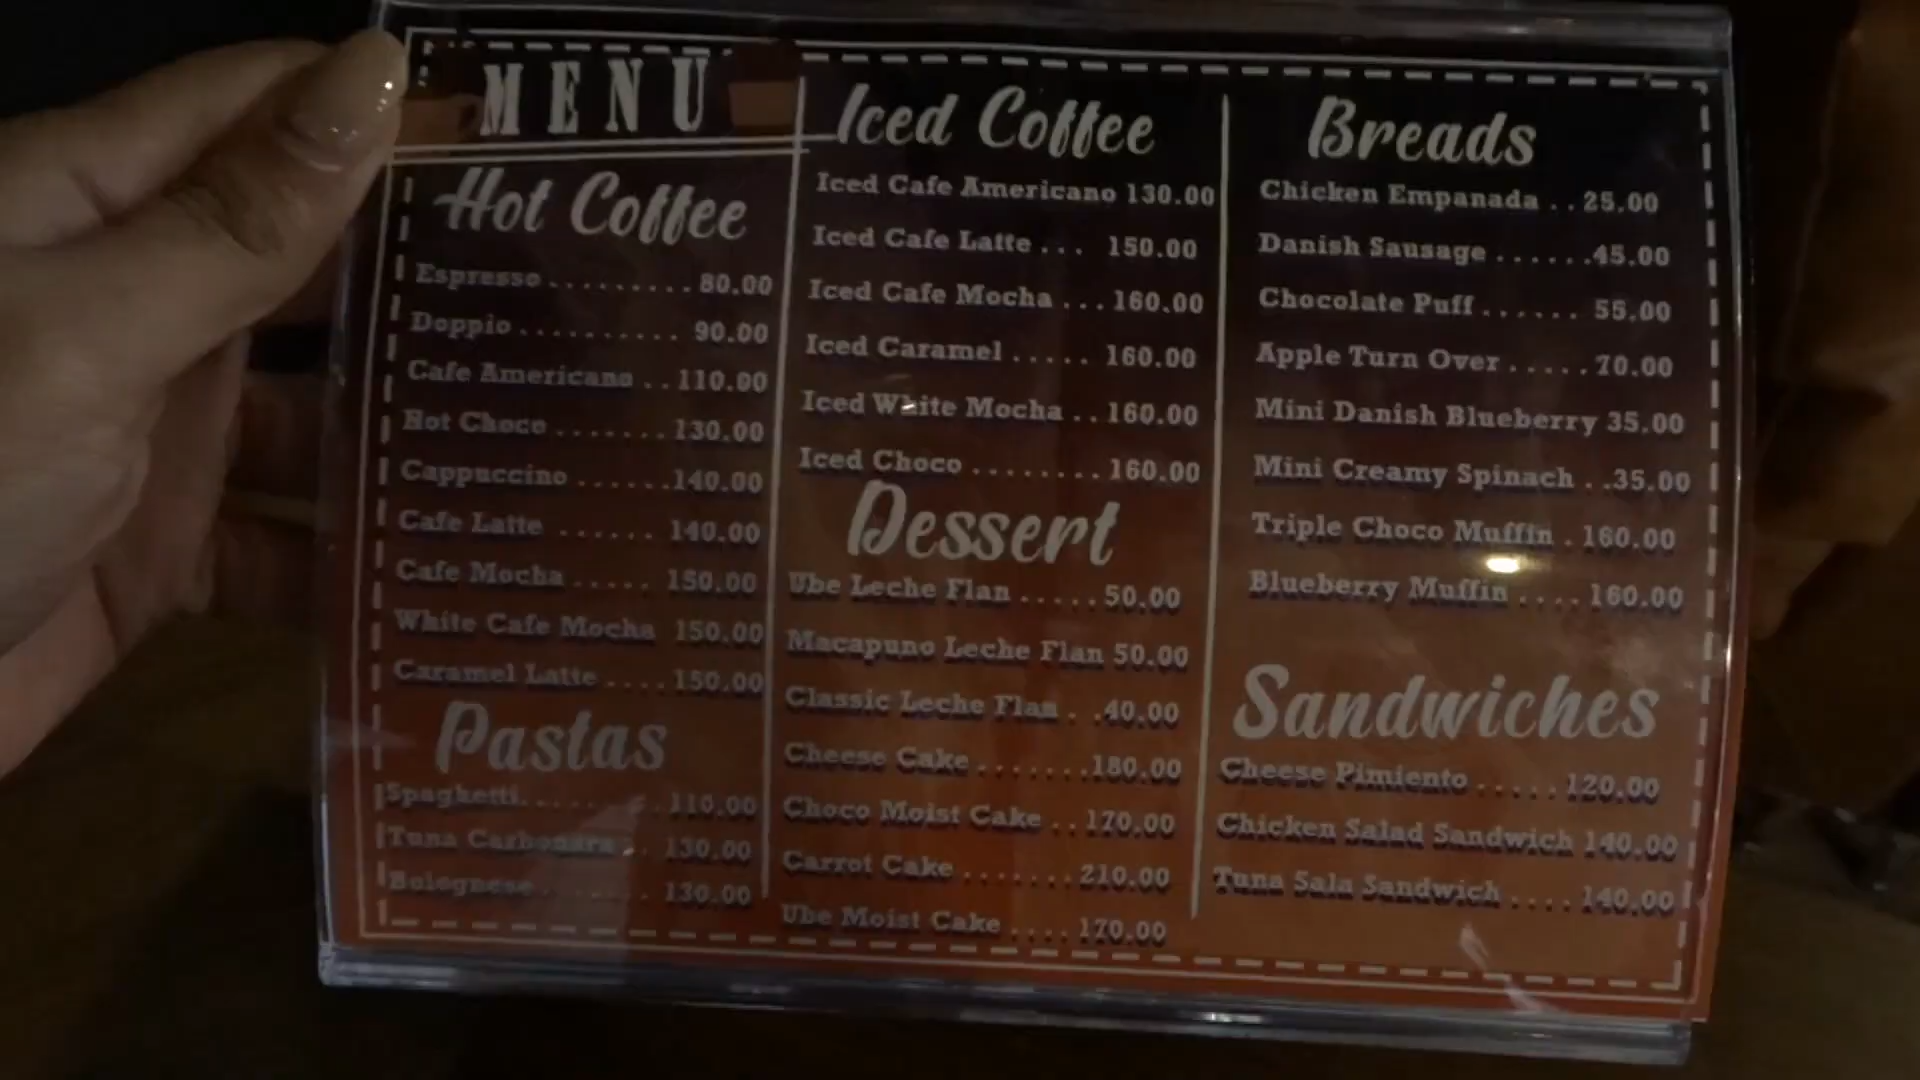 MENU
Hot Coffee
Espresso ......... 80.00
Doppio .......... 90.00
Cafe Americano .. 110.00
Hot Choco ....... 130.00
Cappuccino ...... 140.00
Cafe Latte ...... 140.00
Cafe Mocha ..... 150.00
White Cafe Mocha 150.00
Caramel Latte .... 150.00
Pastas
Spaghetti....... 110.00
Tuna Carbonara .. 130.00
Bolognese ....... 130.00
Iced Coffee
Iced Cafe Americano 130.00
Iced Cafe Latte ... 150.00
Iced Cafe Mocha ... 160.00
Iced Caramel ..... 160.00
Iced White Mocha .. 160.00
Iced Choco ........ 160.00
Dessert
Ube Leche Flan ..... 50.00
Macapuno Leche Flan 50.00
Classic Leche Flan . .40.00
Cheese Cake ....... 180.00
Choco Moist Cake .. 170.00
Carrot Cake ....... 210.00
Ube Moist Cake .... 170.00
Breads
Chicken Empanada .. 25.00
Danish Sausage ...... .45.00
Chocolate Puff ...... 55.00
Apple Turn Over ..... 70.00
Mini Danish Blueberry 35.00
Mini Creamy Spinach . .35.00
Triple Choco Muffin . 160.00
Blueberry Muffin .... 160.00
Sandwiches
Cheese Pimiento ..... 120.00
Chicken Salad Sandwich 140.00
Tuna Sala Sandwich .... 140.00